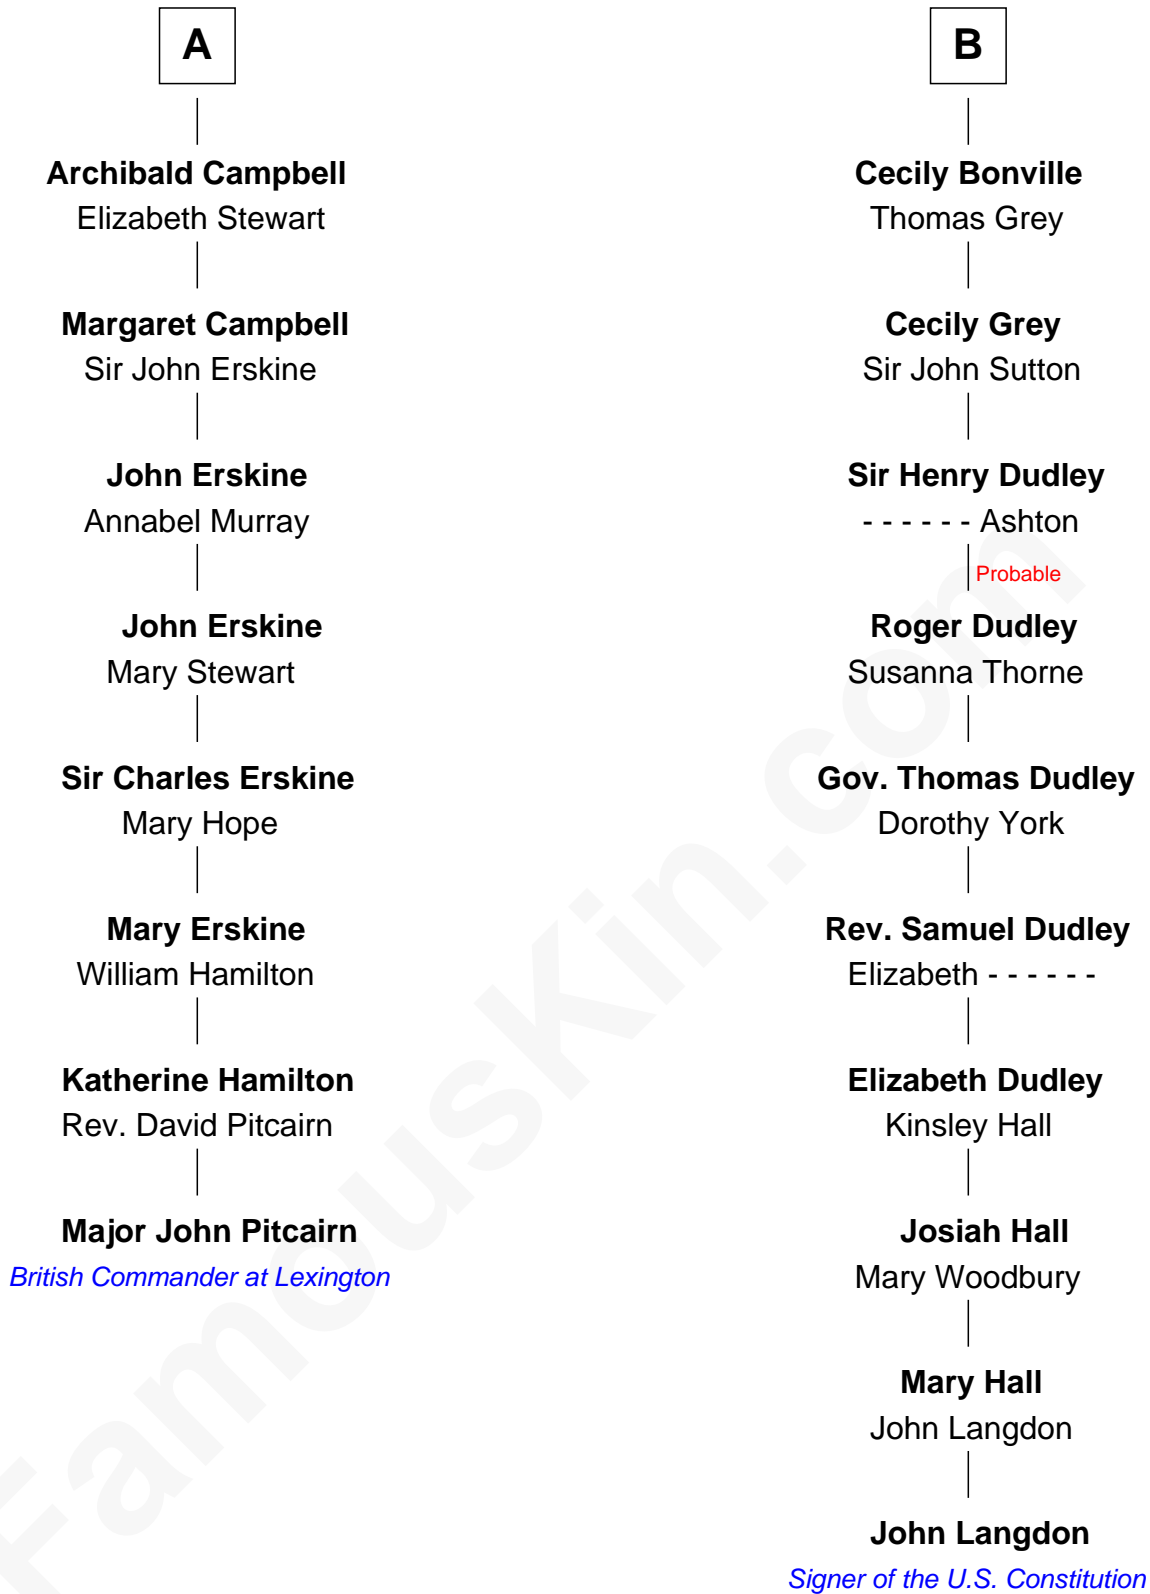 A
Archibald Campbell
Elizabeth Stewart
Margaret Campbell
Sir John Erskine
John Erskine
Annabel Murray
John Erskine
Mary Stewart
Sir Charles Erskine
Mary Hope
Mary Erskine
William Hamilton
Katherine Hamilton
Rev. David Pitcairn
Major John Pitcairn
British Commander at Lexington
B
Cecily Bonville
Thomas Grey
Cecily Grey
Sir John Sutton
Sir Henry Dudley
- - - - - - Ashton
Probable
Roger Dudley
Susanna Thorne
Gov. Thomas Dudley
Dorothy York
Rev. Samuel Dudley
Elizabeth - - - - - -
Elizabeth Dudley
Kinsley Hall
Josiah Hall
Mary Woodbury
Mary Hall
John Langdon
John Langdon
Signer of the U.S. Constitution
FamousKin.com